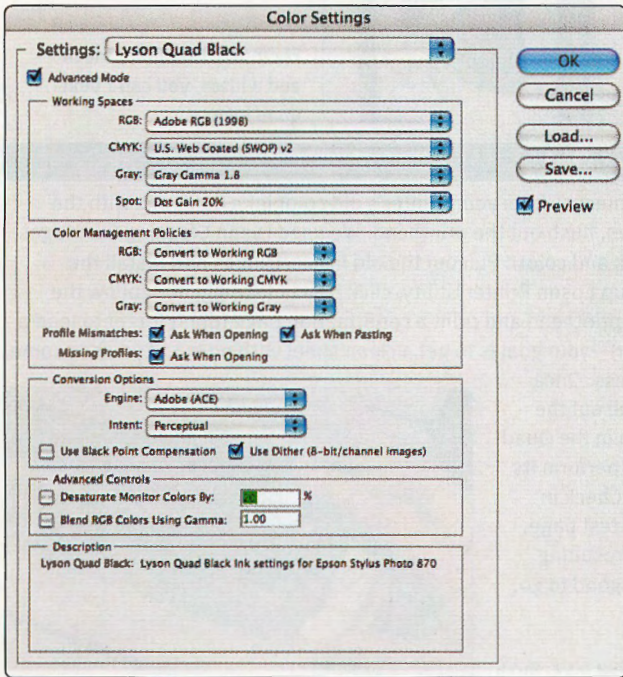 Color Settings
Settings: Lyson Quad Black
OK
Advanced Mode
Cancel
Working Spaces
RGB: Adobe RGB (1998)
Load...
CMYK: U.S. Web Coated (SWOP) v2
Gray: Gray Gamma 1.8
Save...
Spot: Dot Gain 20%
Preview
Color Management Policies
RGB: Convert to Working RGB
CMYK: Convert to Working CMYK
Gray: Convert to Working Gray
Profile Mismatches: Ask When Opening Ask When Pasting
Missing Profiles: Ask When Opening
Conversion Options
Engine: Adobe (ACE)
Intent: Perceptual
Use Black Point Compensation Use Dither (8-bit/channel images)
Advanced Controls
Desaturate Monitor Colors By: %
Blend RGB Colors Using Gamma: 1.00
Description
Lyson Quad Black: Lyson Quad Black Ink settings for Epson Stylus Photo 870